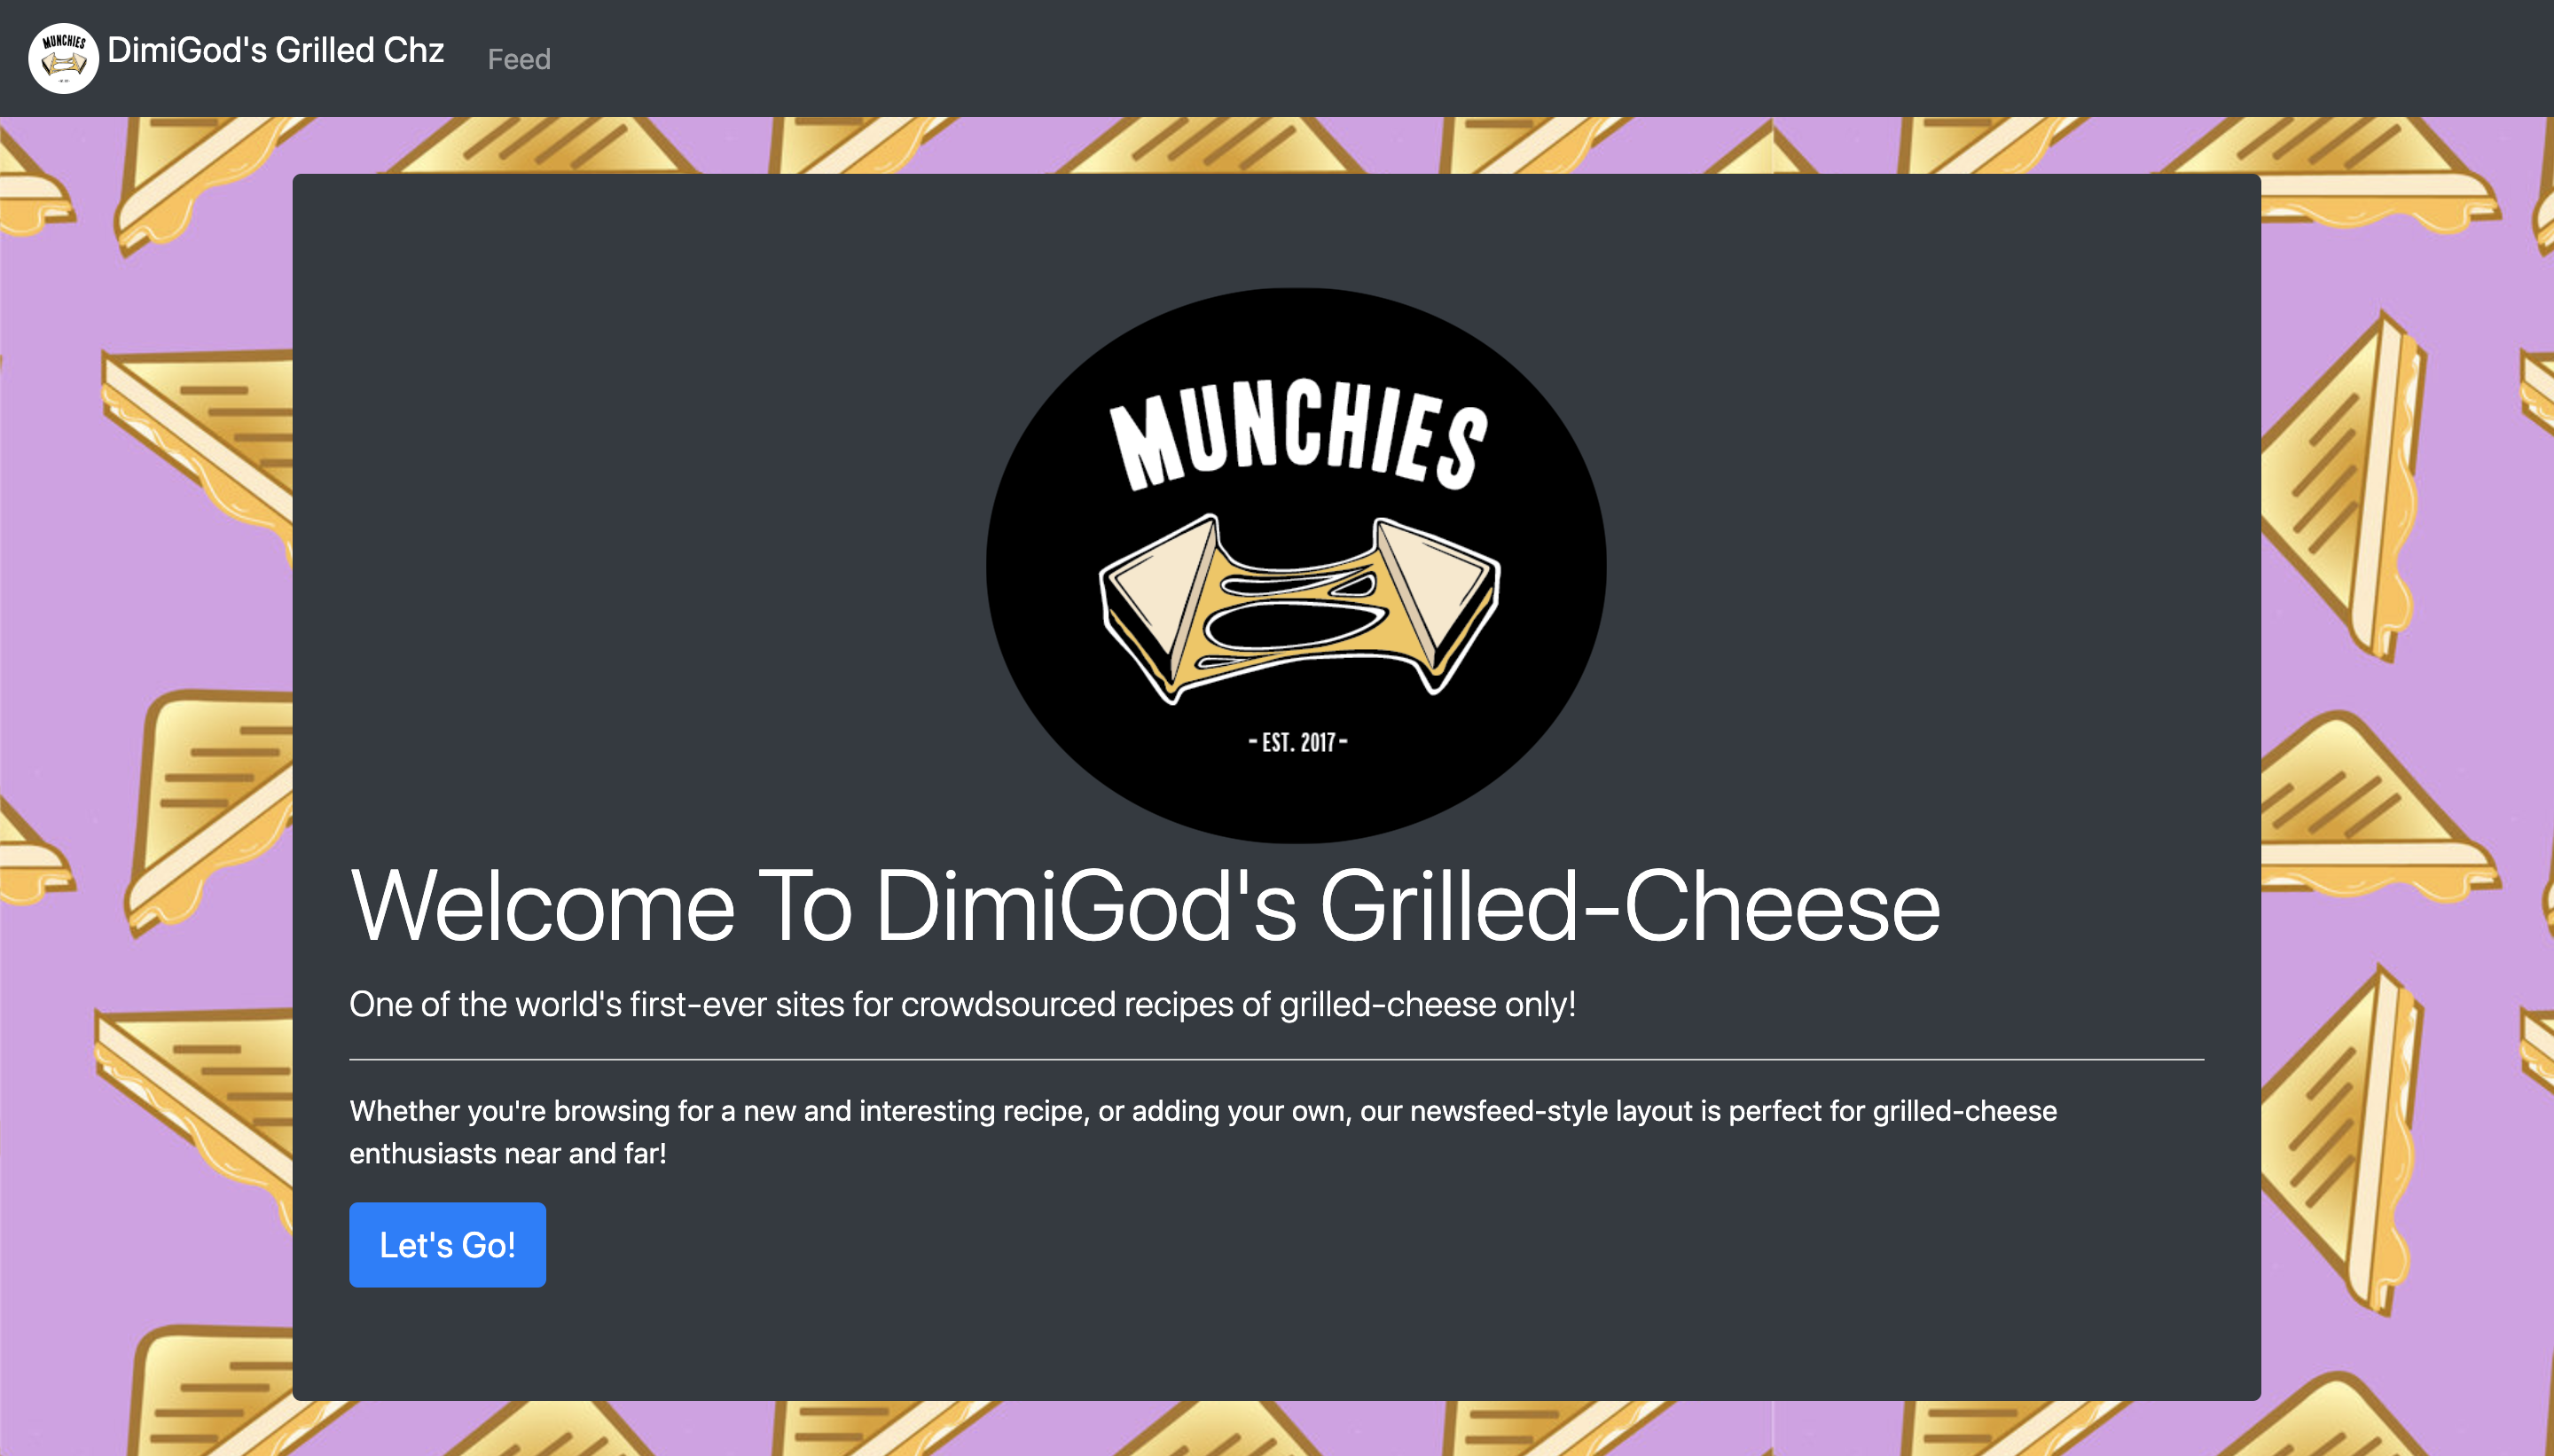 MUNCHIES
DimiGod's Grilled Chz
Feed
MUNCHIES
- EST. 2017 -
Welcome To DimiGod's Grilled-Cheese
One of the world's first-ever sites for crowdsourced recipes of grilled-cheese only!
Whether you're browsing for a new and interesting recipe, or adding your own, our newsfeed-style layout is perfect for grilled-cheese
enthusiasts near and far!
Let's Go!